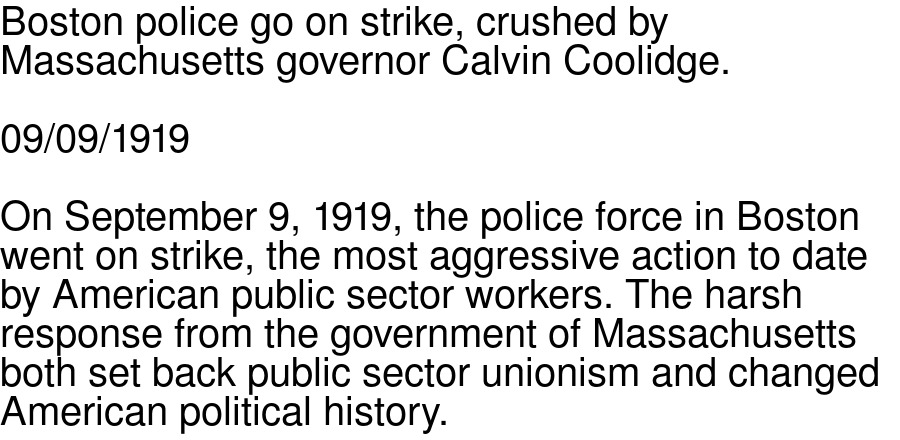 Boston police go on strike, crushed by
Massachusetts governor Calvin Coolidge.
09/09/1919
On September 9, 1919, the police force in Boston
went on strike, the most aggressive action to date
by American public sector workers. The harsh
response from the government of Massachusetts
both set back public sector unionism and changed
American political history.